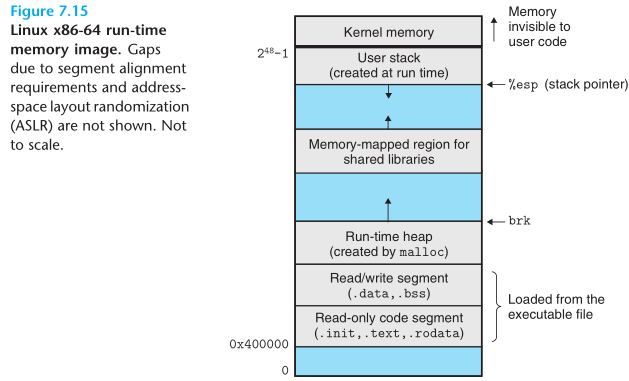 Figure 7.15
Linux x86-64 run-time
memory image. Gaps
due to segment alignment
requirements and address-
space layout randomization
(ASLR) are not shown. Not
to scale.
Memory
invisible to
user code
Kernel memory
2⁴⁸−1
User stack
(created at run time)
%esp (stack pointer)
Memory-mapped region for
shared libraries
brk
Run-time heap
(created by malloc)
Read/write segment
(.data,.bss)
Loaded from the
executable file
Read-only code segment
(.init,.text,.rodata)
0x400000
0